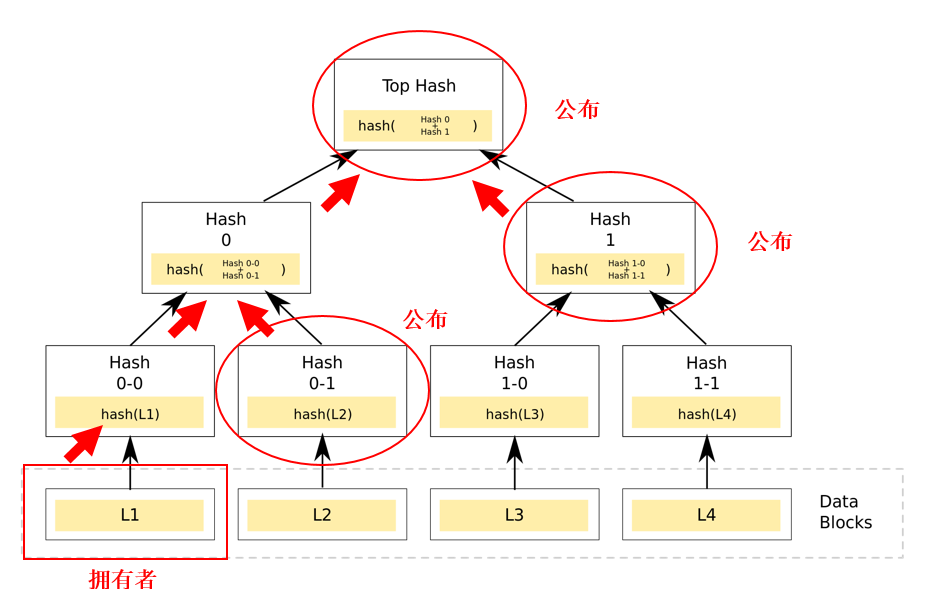 Top Hash
hash( Hash 0 + Hash 1 )
公布
Hash
0
hash( Hash 0-0 + Hash 0-1 )
Hash
1
hash( Hash 1-0 + Hash 1-1 )
公布
公布
Hash
0-0
hash(L1)
Hash
0-1
hash(L2)
Hash
1-0
hash(L3)
Hash
1-1
hash(L4)
L1
L2
L3
L4
Data
Blocks
拥有者